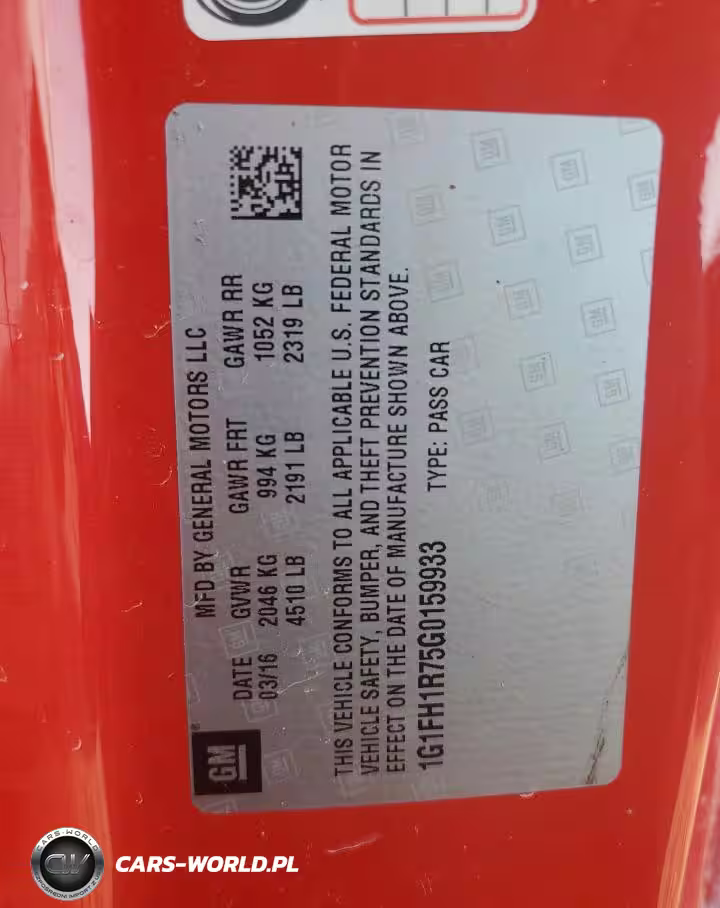 MFD BY GENERAL MOTORS LLC
DATE GVWR GAWR FRT GAWR RR
03/16 2046 KG 994 KG 1052 KG
4510 LB 2191 LB 2319 LB
THIS VEHICLE CONFORMS TO ALL APPLICABLE U.S. FEDERAL MOTOR
VEHICLE SAFETY, BUMPER, AND THEFT PREVENTION STANDARDS IN
EFFECT ON THE DATE OF MANUFACTURE SHOWN ABOVE.
1G1FH1R75G0159933 TYPE: PASS CAR
GM
CARS-WORLD
CW
CARS-WORLD.PL